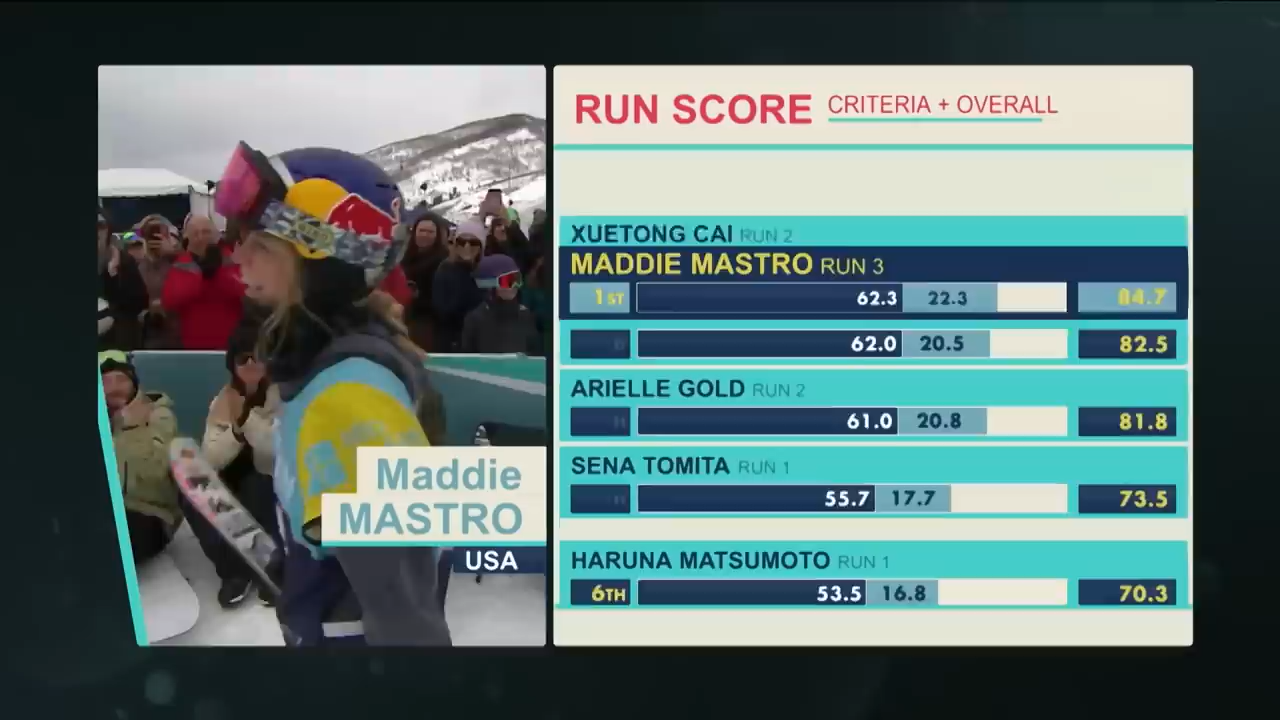 RUN SCORE CRITERIA + OVERALL
XUETONG CAI RUN 2
MADDIE MASTRO RUN 3
1ST 62.3 22.3 84.7
62.0 20.5 82.5
ARIELLE GOLD RUN 2
61.0 20.8 81.8
SENA TOMITA RUN 1
55.7 17.7 73.5
HARUNA MATSUMOTO RUN 1
6TH 53.5 16.8 70.3
Maddie
MASTRO
USA